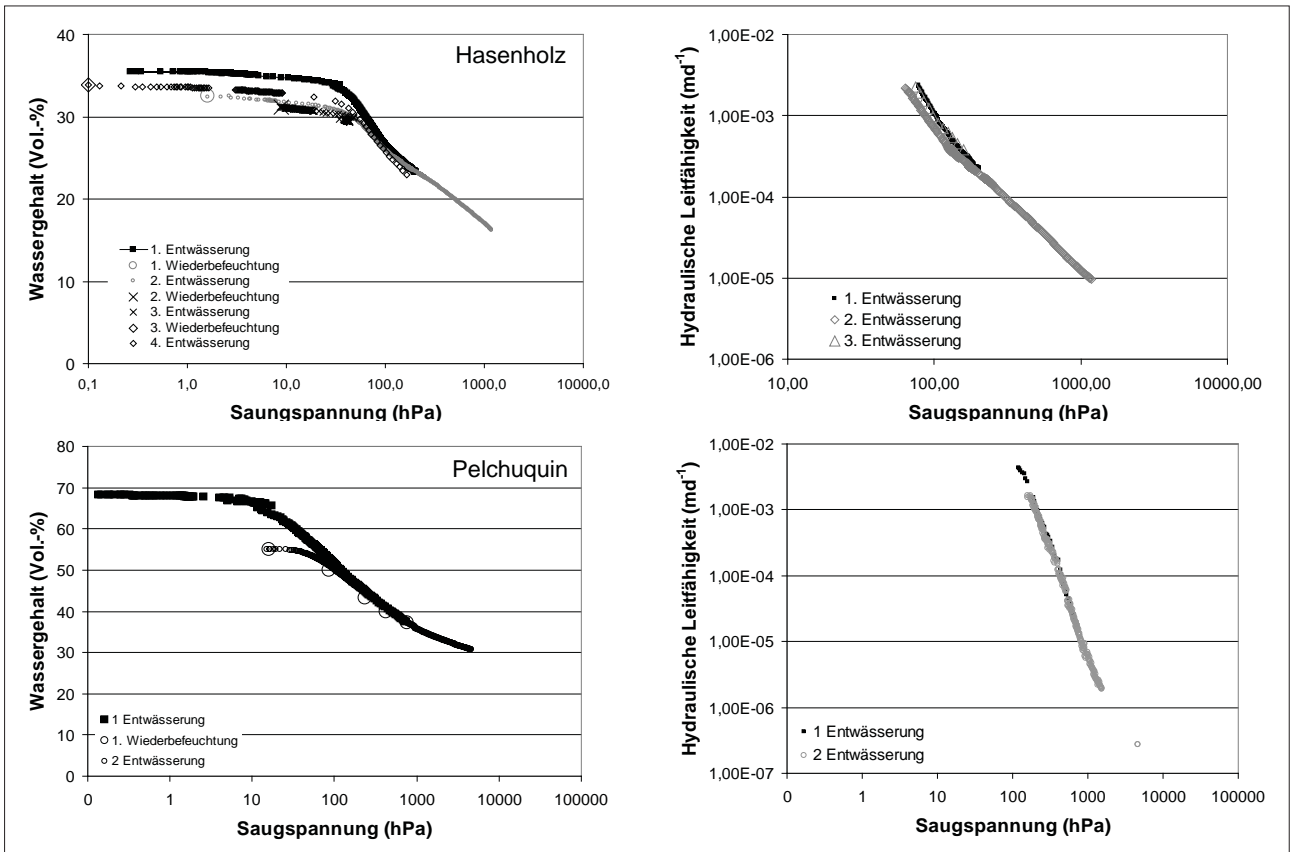 Hasenholz
Wassergehalt (Vol.-%)
40
30
20
10
0
1. Entwässerung
1. Wiederbefeuchtung
2. Entwässerung
2. Wiederbefeuchtung
3. Entwässerung
3. Wiederbefeuchtung
4. Entwässerung
0,1 1,0 10,0 100,0 1000,0 10000,0
Saungspannung (hPa)
Hydraulische Leitfähigkeit (md-1)
1,00E-02
1,00E-03
1,00E-04
1,00E-05
1,00E-06
1. Entwässerung
2. Entwässerung
3. Entwässerung
10,00 100,00 1000,00 10000,00
Saugspannung (hPa)
Pelchuquin
Wassergehalt (Vol.-%)
80
70
60
50
40
30
20
10
0
1 Entwässerung
1. Wiederbefeuchtung
2 Entwässerung
0 1 10 100 1000 10000 100000
Saugspannung (hPa)
Hydraulische Leitfähigkeit (md-1)
1,00E-02
1,00E-03
1,00E-04
1,00E-05
1,00E-06
1,00E-07
1 Entwässerung
2 Entwässerung
0 1 10 100 1000 10000 100000
Saugspannung (hPa)